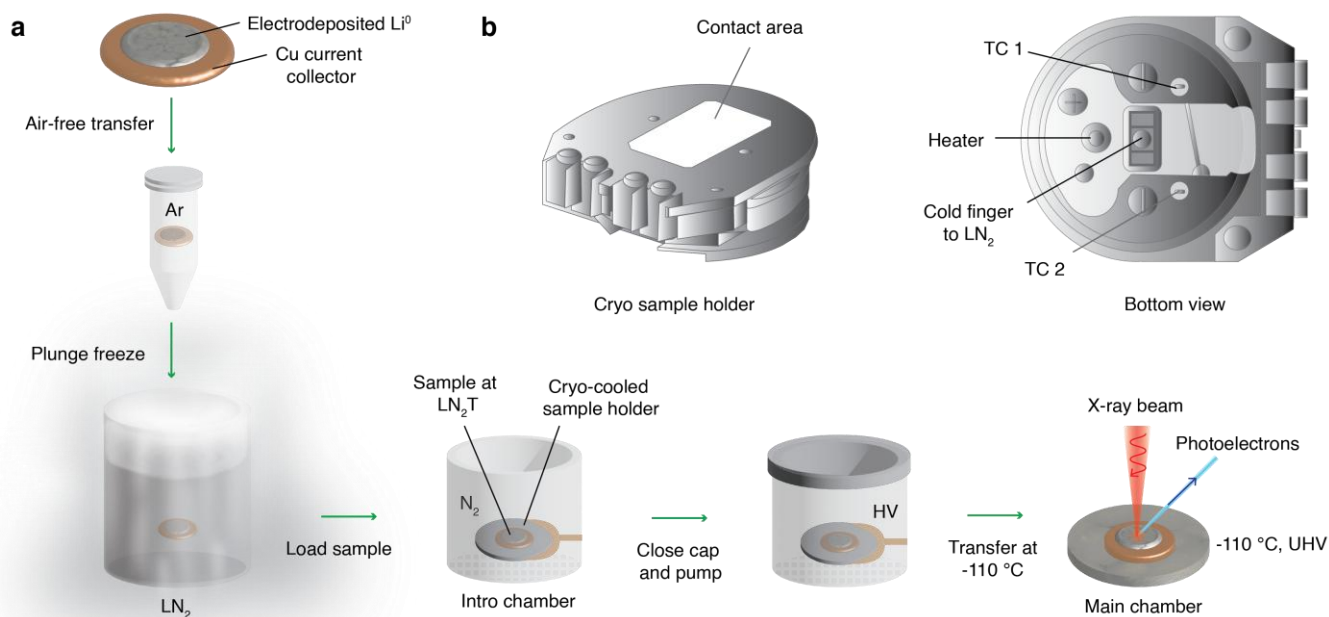 a
Electrodeposited Li⁰
Cu current
collector
Air-free transfer
Ar
Plunge freeze
LN₂
Load sample
b
Contact area
Cryo sample holder
TC 1
Heater
Cold finger
to LN₂
TC 2
Bottom view
Sample at
LN₂T
Cryo-cooled
sample holder
N₂
Intro chamber
Close cap
and pump
HV
Transfer at
-110 °C
X-ray beam
Photoelectrons
-110 °C, UHV
Main chamber